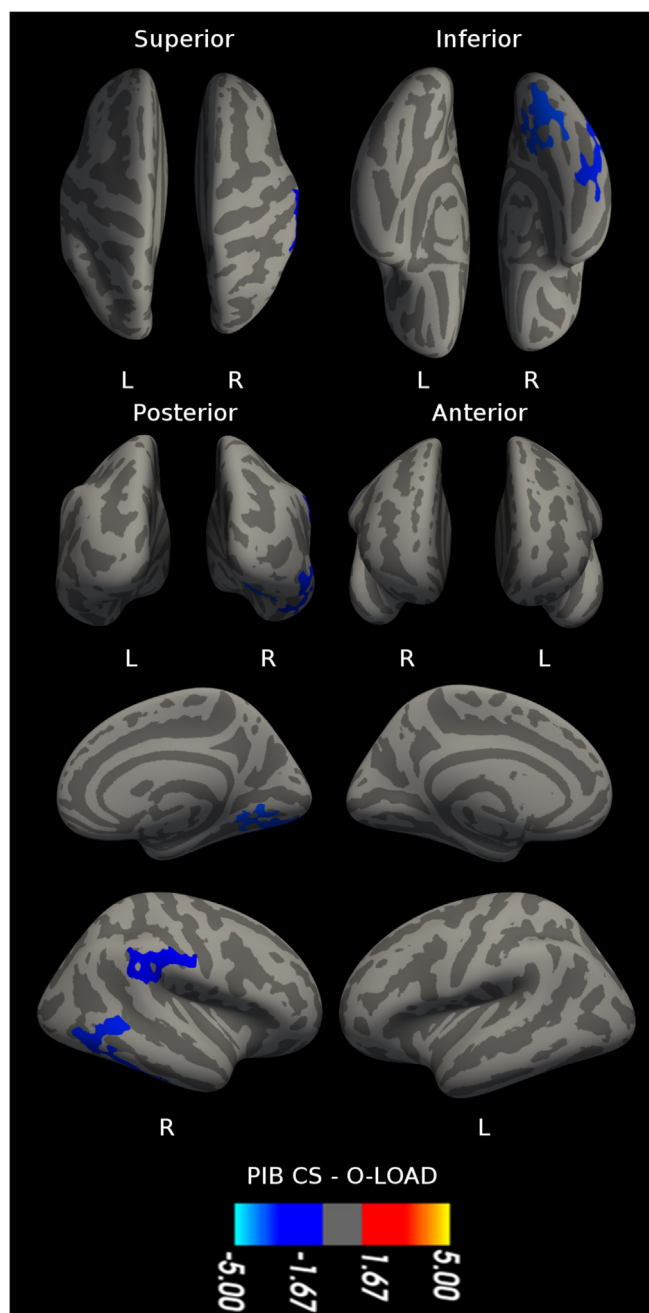 Superior Inferior
L R L R
Posterior Anterior
L R R L
R L
PIB CS - O-LOAD
-5.00 -1.67 1.67 5.00